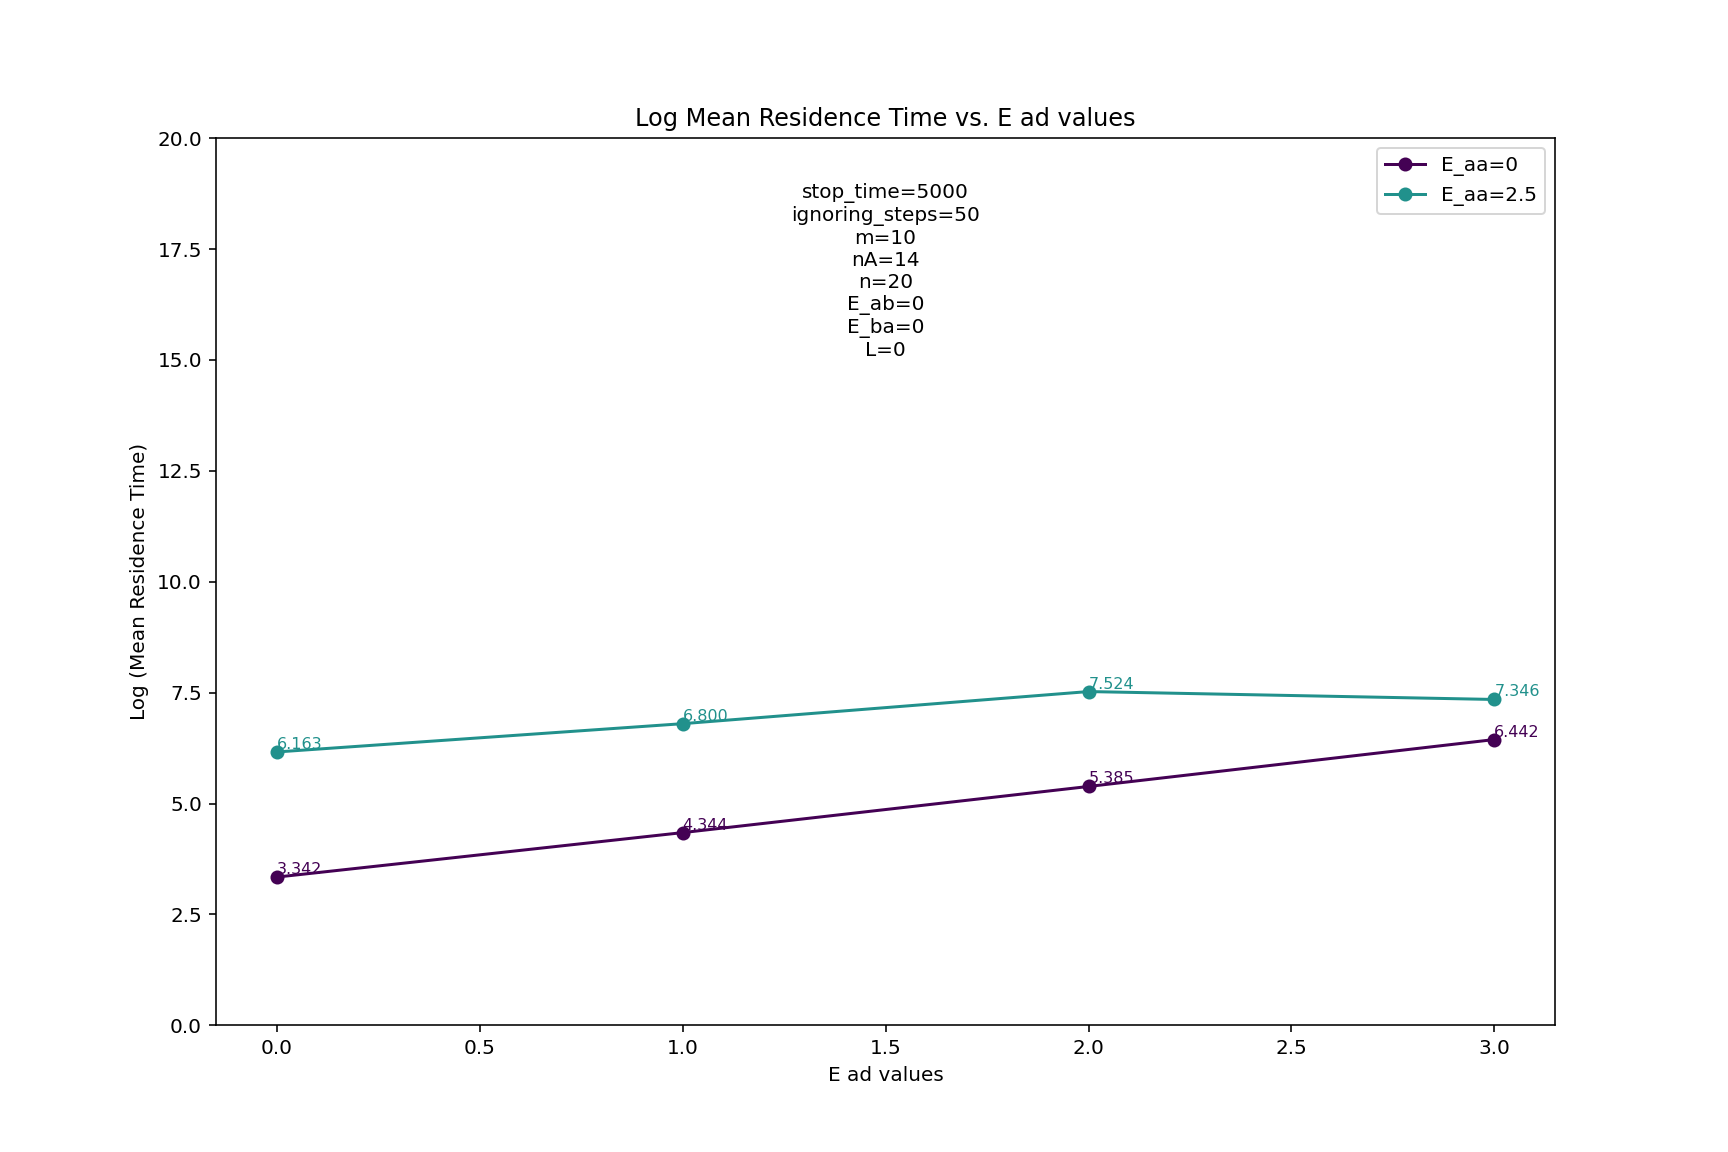 Log Mean Residence Time vs. E ad values
E_aa=0
E_aa=2.5
stop_time=5000
ignoring_steps=50
m=10
nA=14
n=20
E_ab=0
E_ba=0
L=0
20.0
17.5
15.0
12.5
10.0
7.5
5.0
2.5
0.0
Log (Mean Residence Time)
6.163
6.800
7.524
7.346
3.342
4.344
5.385
6.442
0.0
0.5
1.0
1.5
2.0
2.5
3.0
E ad values